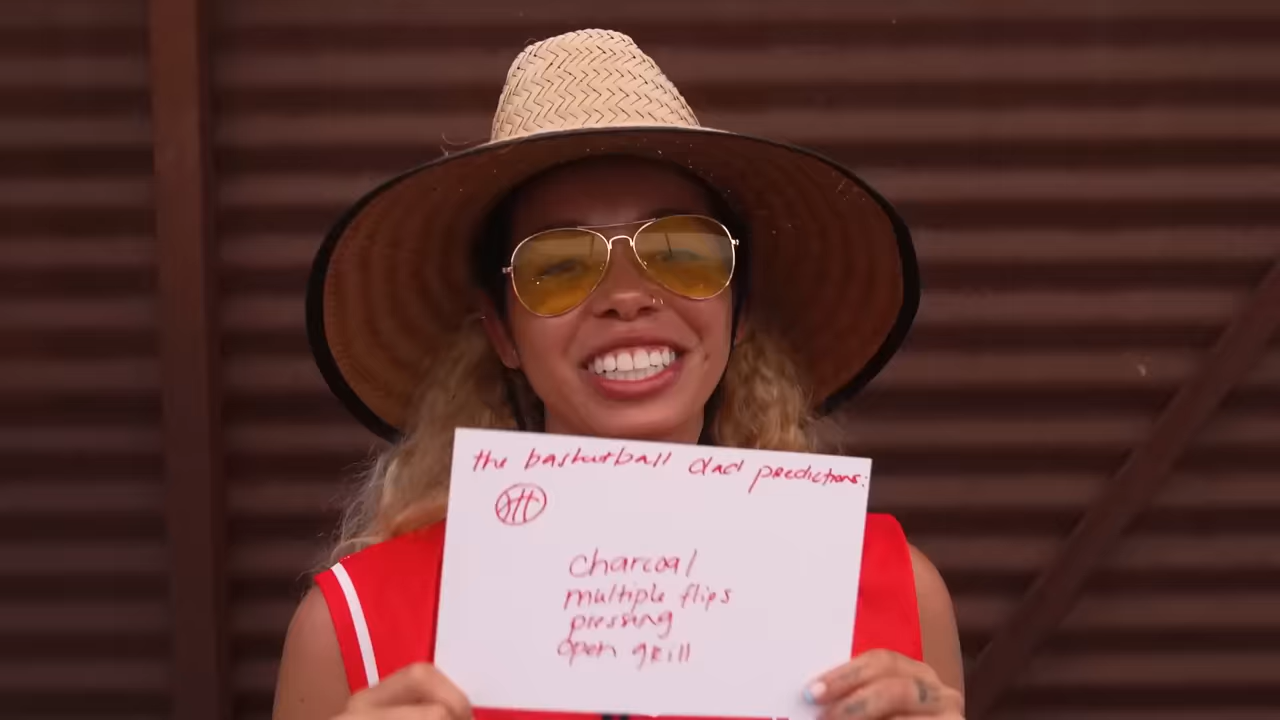 the basketball dad predictions:
charcoal
multiple flips
pressing
open grill